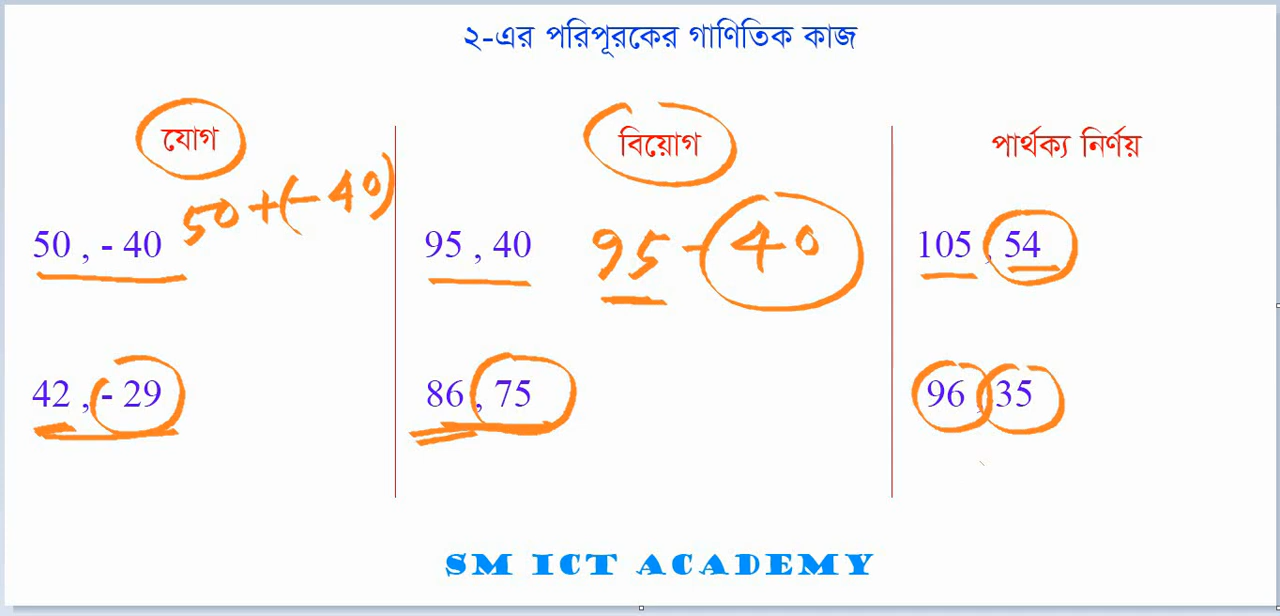 ২-এর পরিপূরকের গাণিতিক কাজ
যোগ
50 + (- 40)
50 , - 40
42 , - 29
বিয়োগ
95 , 40
95 - 40
86 , 75
পার্থক্য নির্ণয়
105 , 54
96 , 35
SM ICT ACADEMY